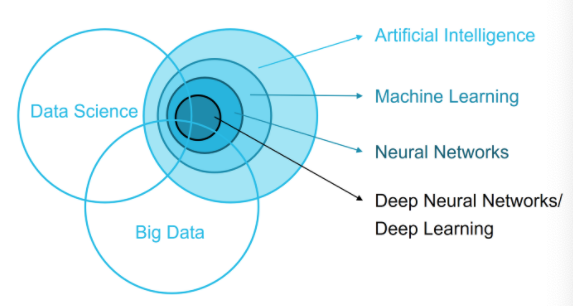 Artificial Intelligence
Data Science
Machine Learning
Neural Networks
Deep Neural Networks/
Deep Learning
Big Data